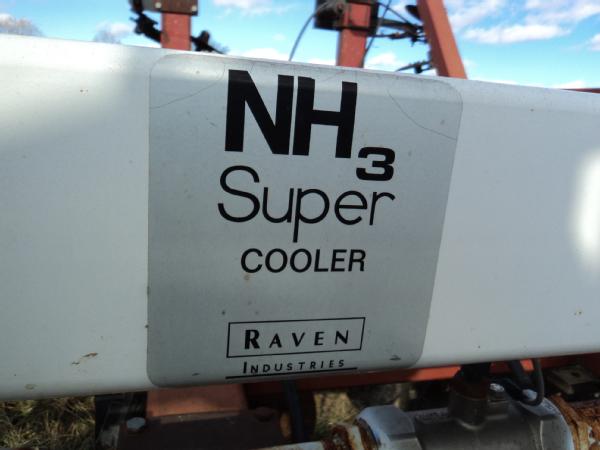 NH3
Super
COOLER
RAVEN
INDUSTRIES